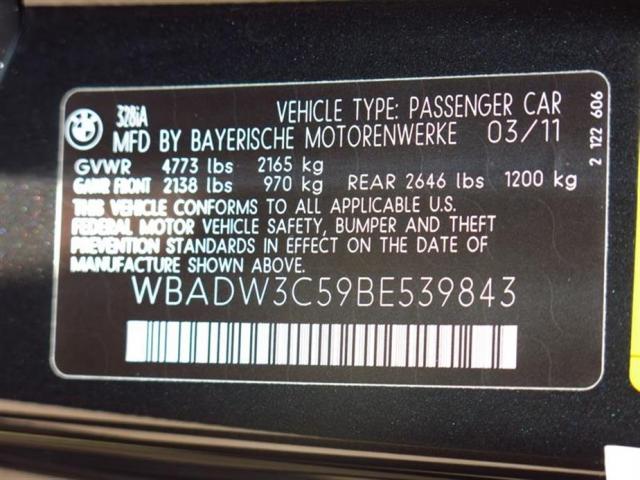 BMW
328iA VEHICLE TYPE: PASSENGER CAR
MFD BY BAYERISCHE MOTORENWERKE 03/11
GVWR 4773 lbs 2165 kg
GAWR FRONT 2138 lbs 970 kg REAR 2646 lbs 1200 kg
THIS VEHICLE CONFORMS TO ALL APPLICABLE U.S.
FEDERAL MOTOR VEHICLE SAFETY, BUMPER AND THEFT
PREVENTION STANDARDS IN EFFECT ON THE DATE OF
MANUFACTURE SHOWN ABOVE.
WBADW3C59BE539843
2 122 606